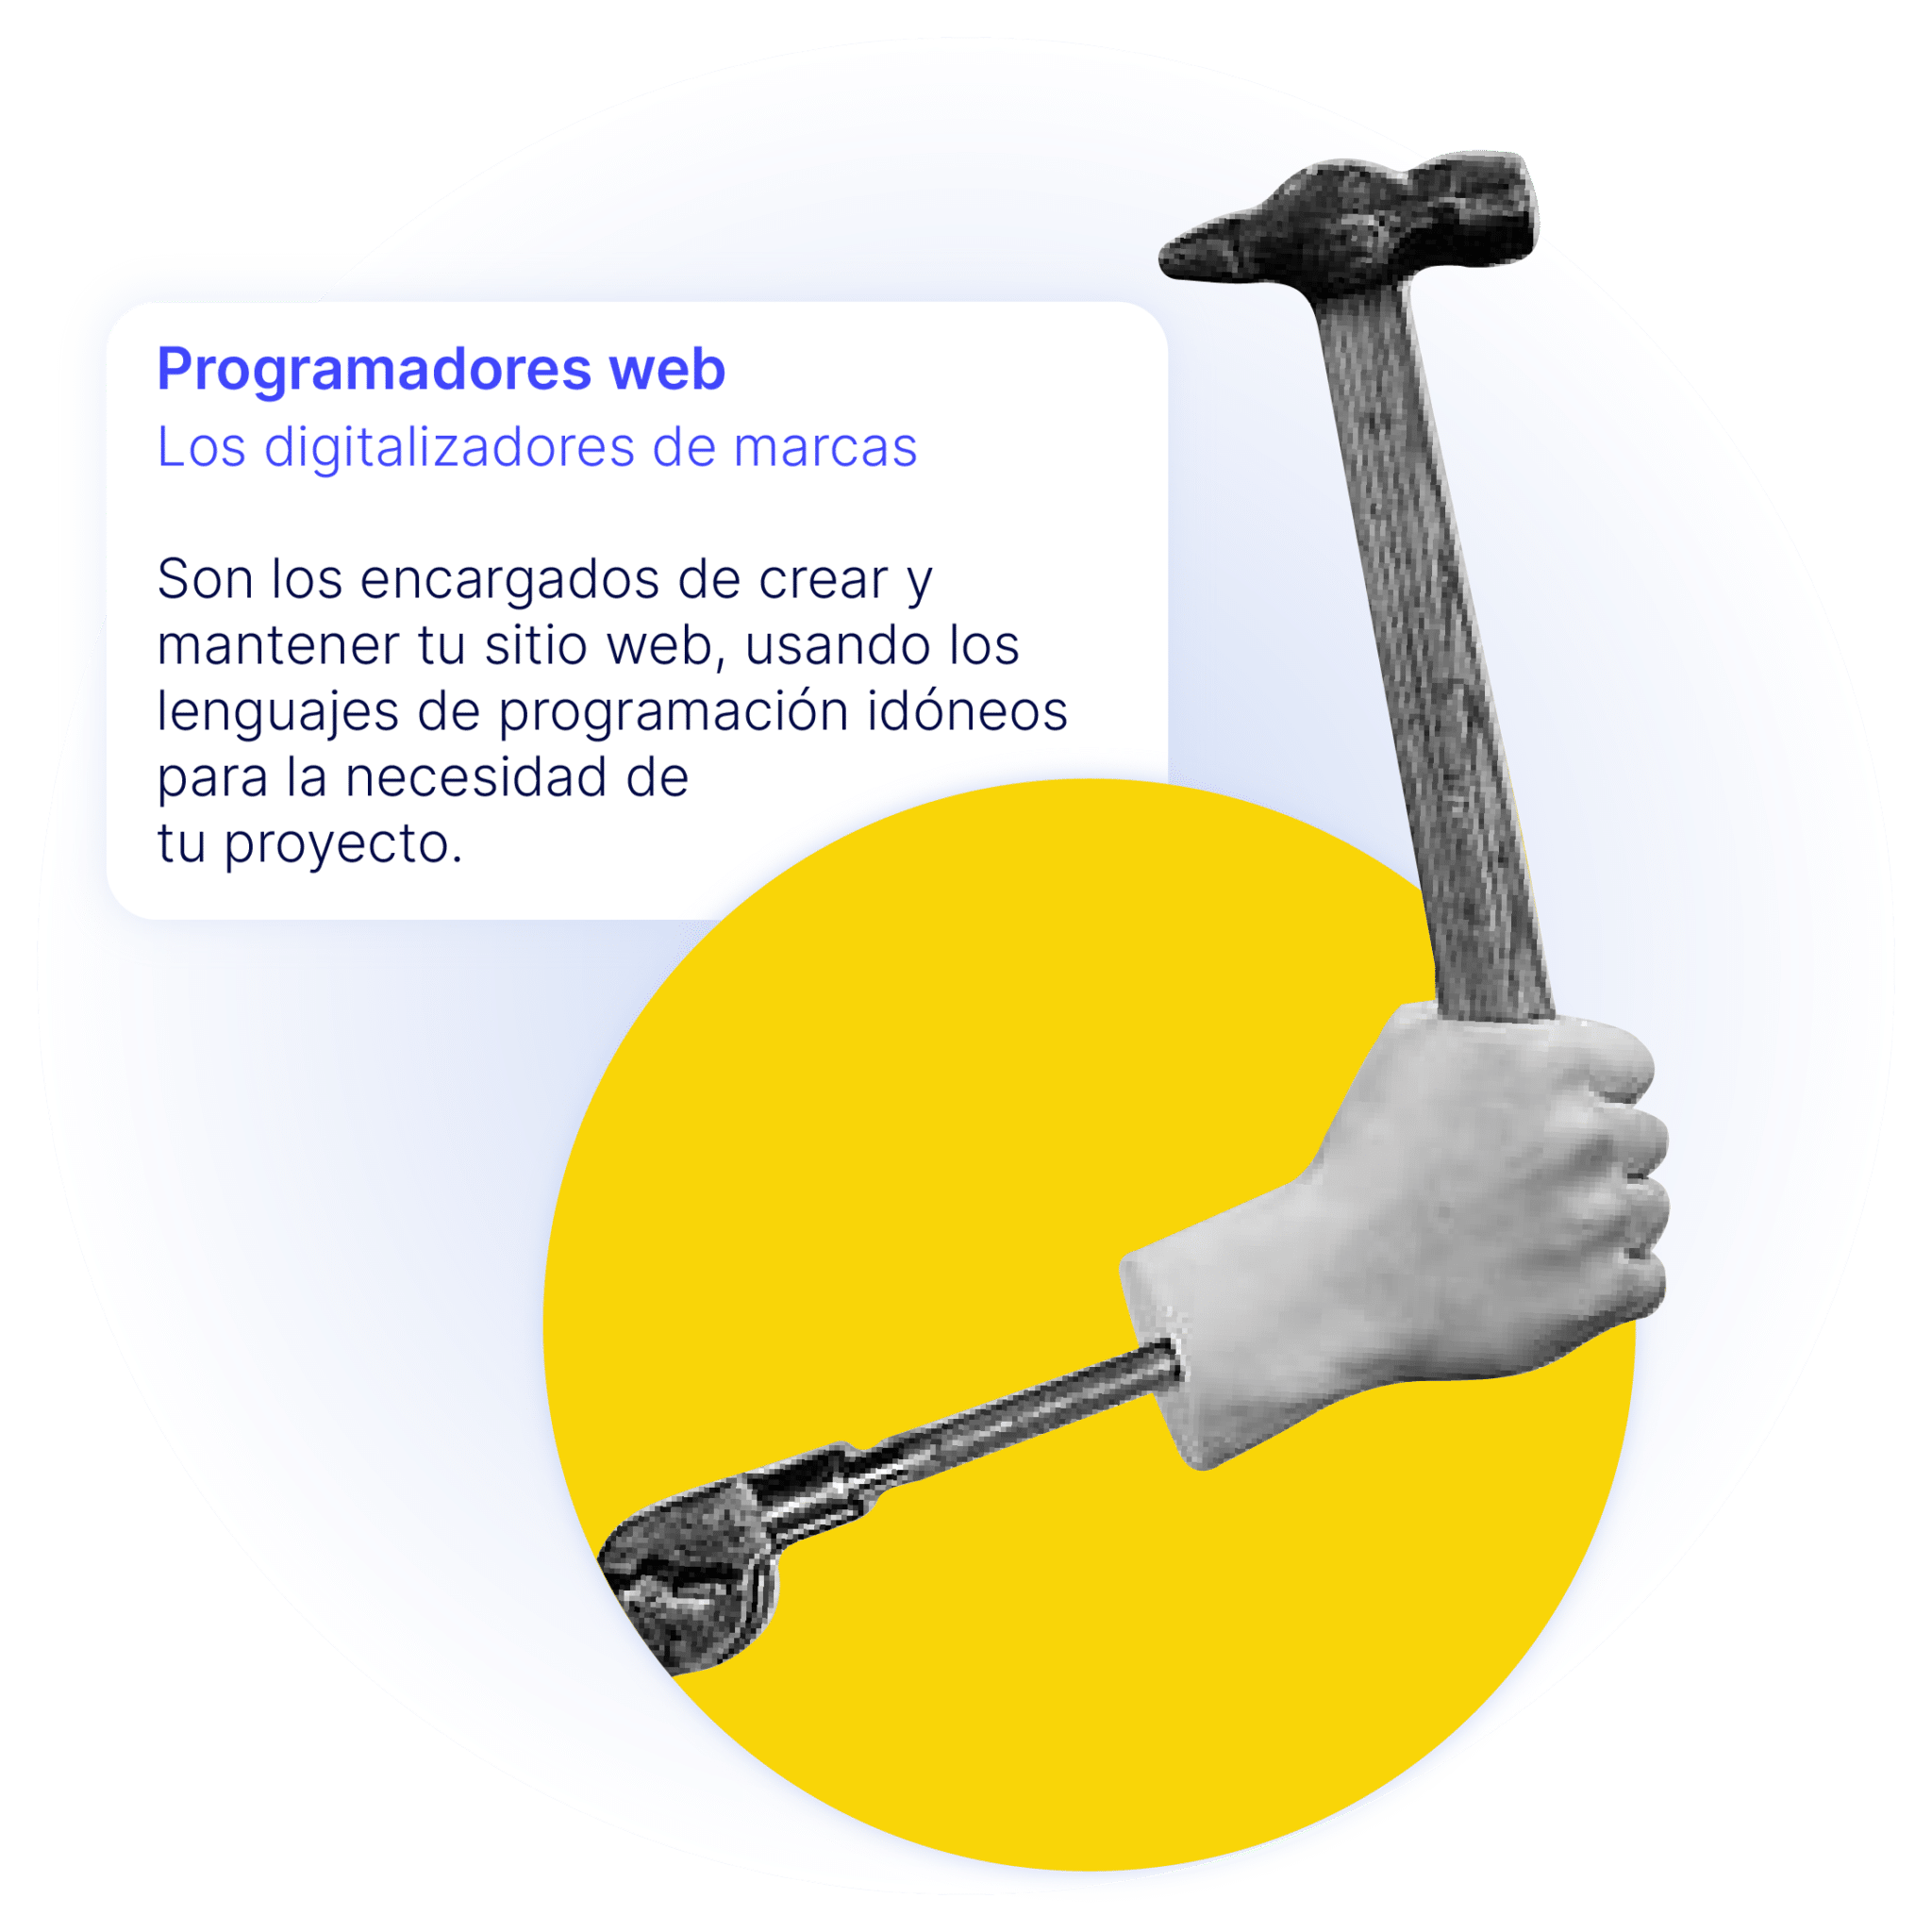 Programadores web
Los digitalizadores de marcas
Son los encargados de crear y
mantener tu sitio web, usando los
lenguajes de programación idóneos
para la necesidad de
tu proyecto.